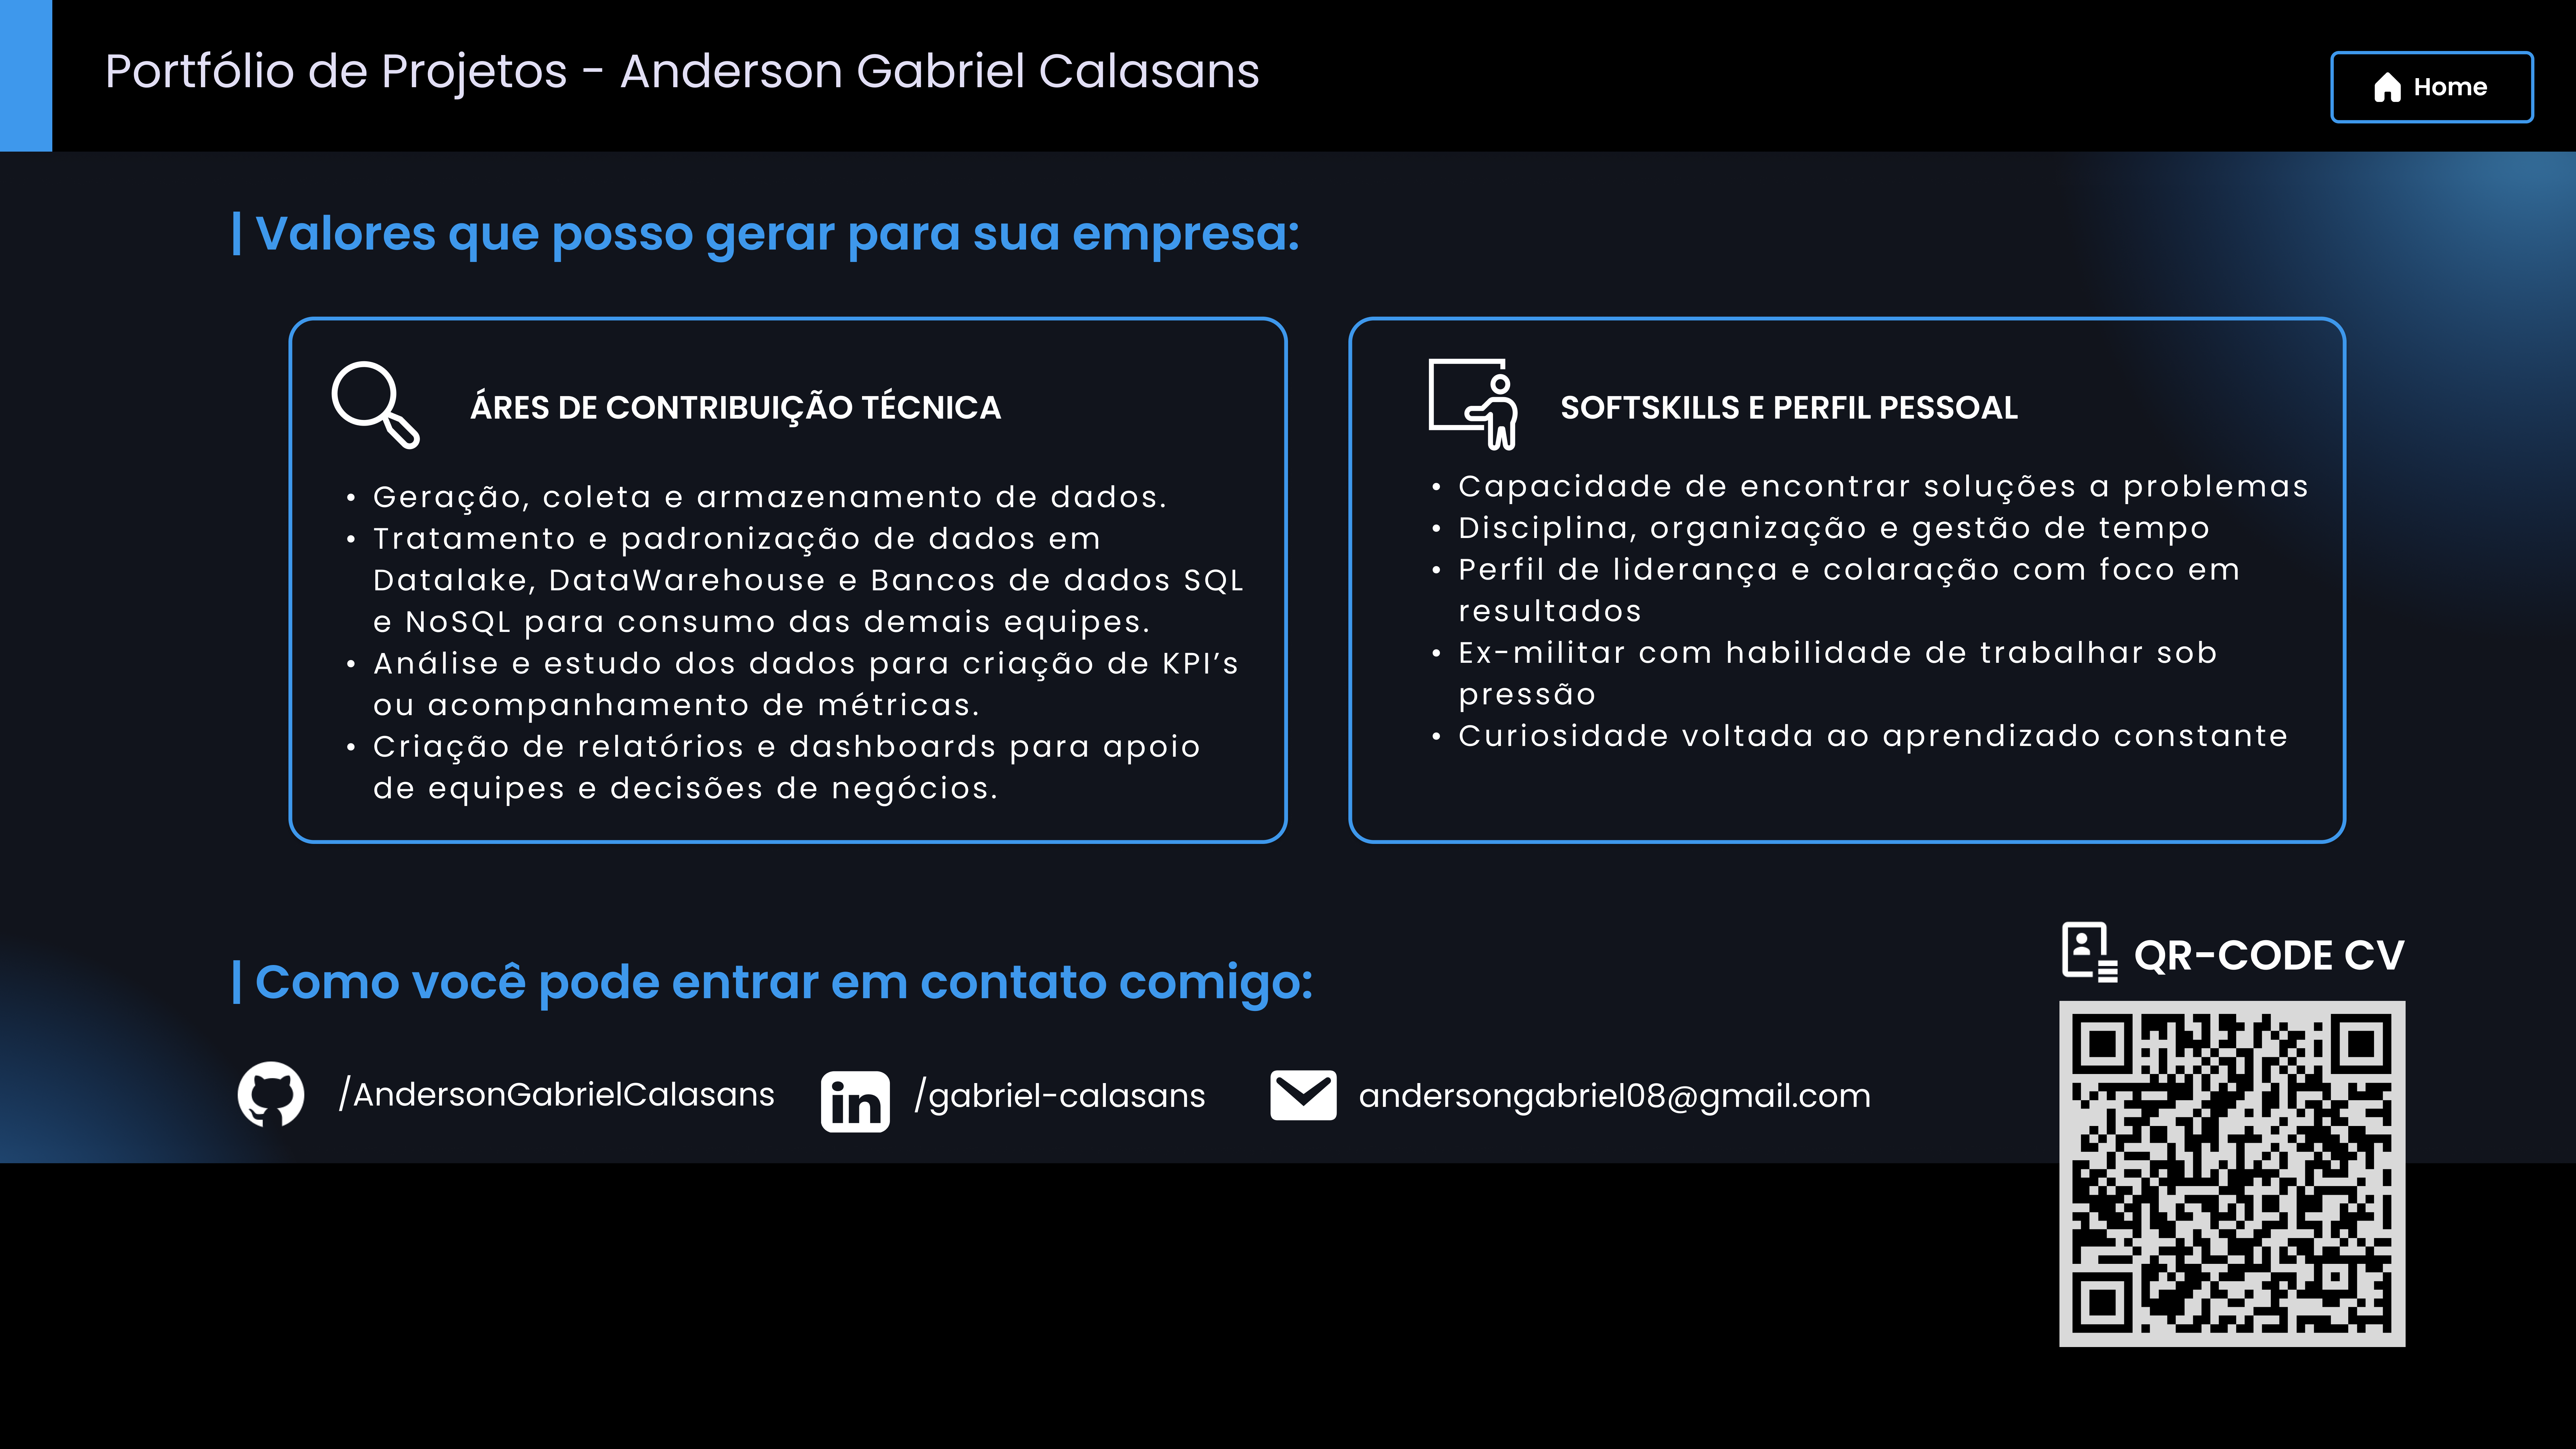 Portfólio de Projetos - Anderson Gabriel Calasans
Home
| Valores que posso gerar para sua empresa:
ÁRES DE CONTRIBUIÇÃO TÉCNICA
• Geração, coleta e armazenamento de dados.
• Tratamento e padronização de dados em
Datalake, DataWarehouse e Bancos de dados SQL
e NoSQL para consumo das demais equipes.
• Análise e estudo dos dados para criação de KPI’s
ou acompanhamento de métricas.
• Criação de relatórios e dashboards para apoio
de equipes e decisões de negócios.
SOFTSKILLS E PERFIL PESSOAL
• Capacidade de encontrar soluções a problemas
• Disciplina, organização e gestão de tempo
• Perfil de liderança e colaração com foco em
resultados
• Ex-militar com habilidade de trabalhar sob
pressão
• Curiosidade voltada ao aprendizado constante
| Como você pode entrar em contato comigo:
/AndersonGabrielCalasans
in
/gabriel-calasans
andersongabriel08@gmail.com
QR-CODE CV